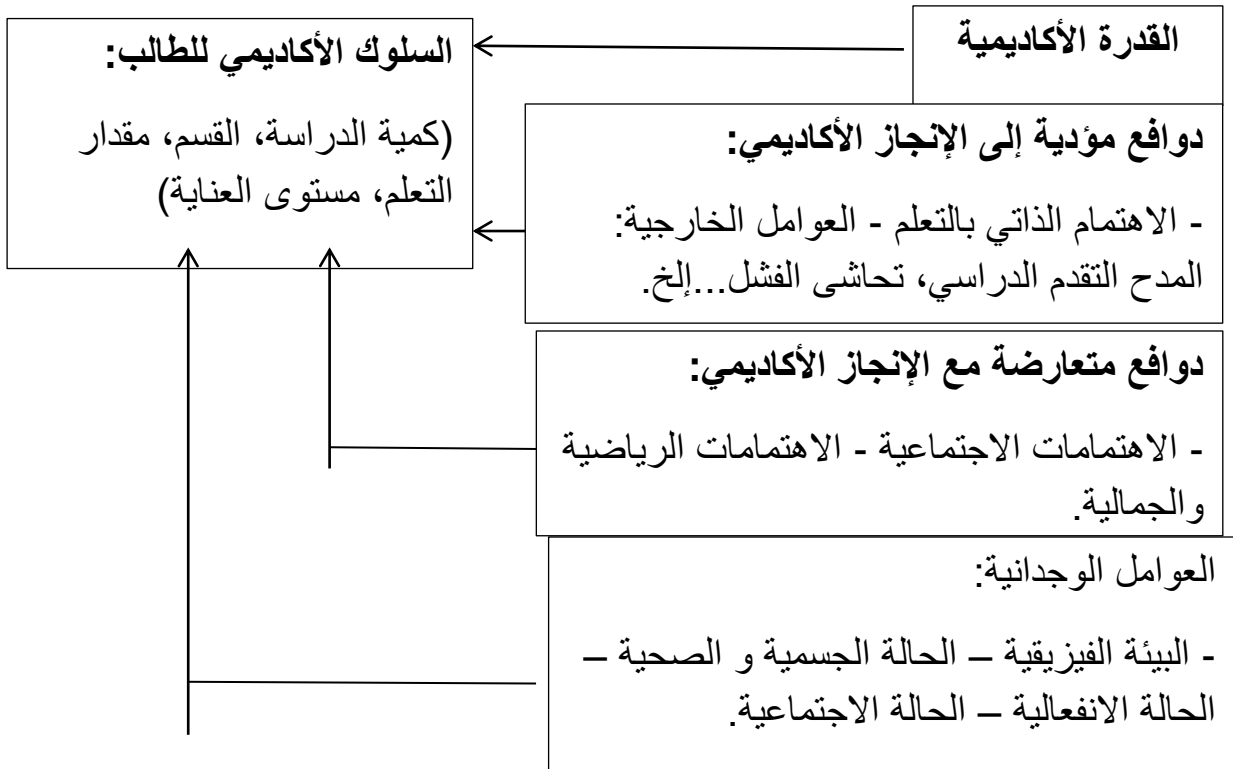 القدرة الأكاديمية
السلوك الأكاديمي للطالب:
(كمية الدراسة، القسم، مقدار
التعلم، مستوى العناية)
دوافع مؤدية إلى الإنجاز الأكاديمي:
- الاهتمام الذاتي بالتعلم - العوامل الخارجية:
المدح التقدم الدراسي، تحاشى الفشل...إلخ.
دوافع متعارضة مع الإنجاز الأكاديمي:
- الاهتمامات الاجتماعية - الاهتمامات الرياضية
والجمالية.
العوامل الوجدانية:
- البيئة الفيزيقية – الحالة الجسمية و الصحية –
الحالة الانفعالية – الحالة الاجتماعية.